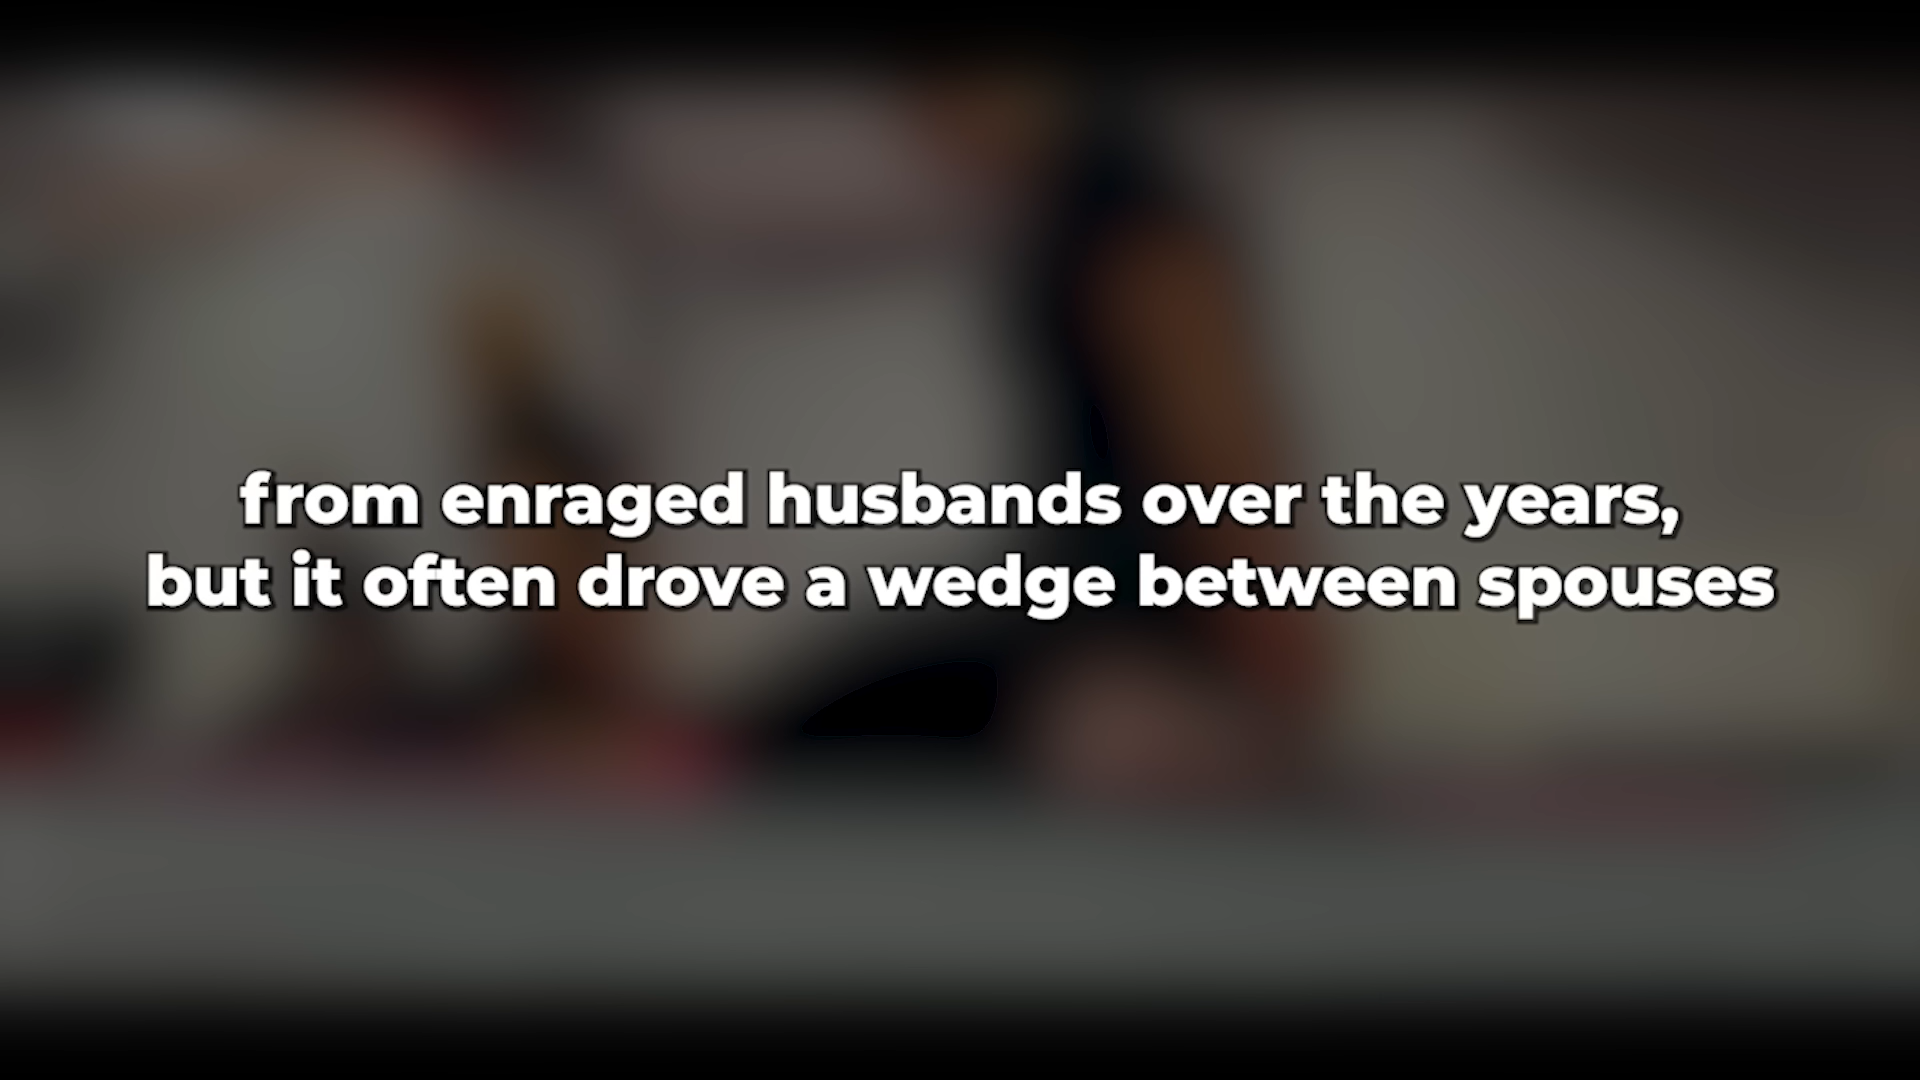 from enraged husbands over the years,
but it often drove a wedge between spouses